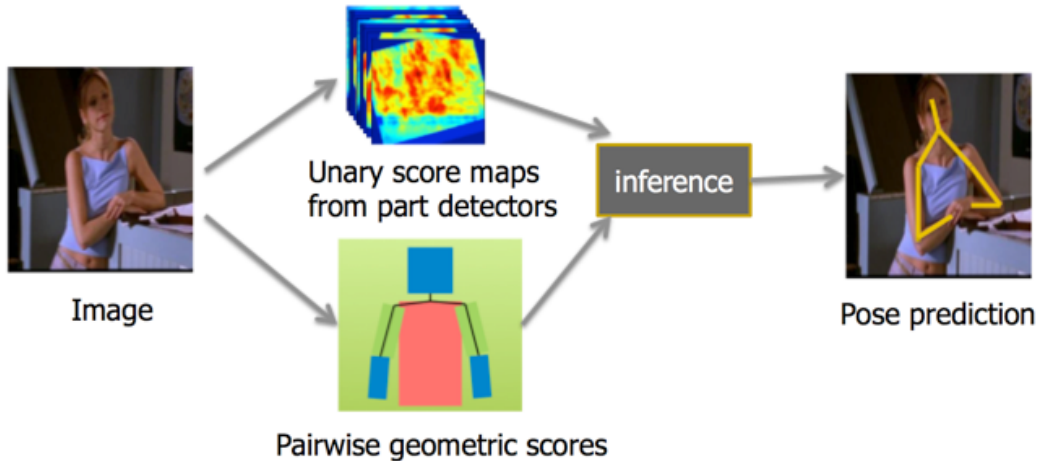 Image
Unary score maps
from part detectors
Pairwise geometric scores
inference
Pose prediction